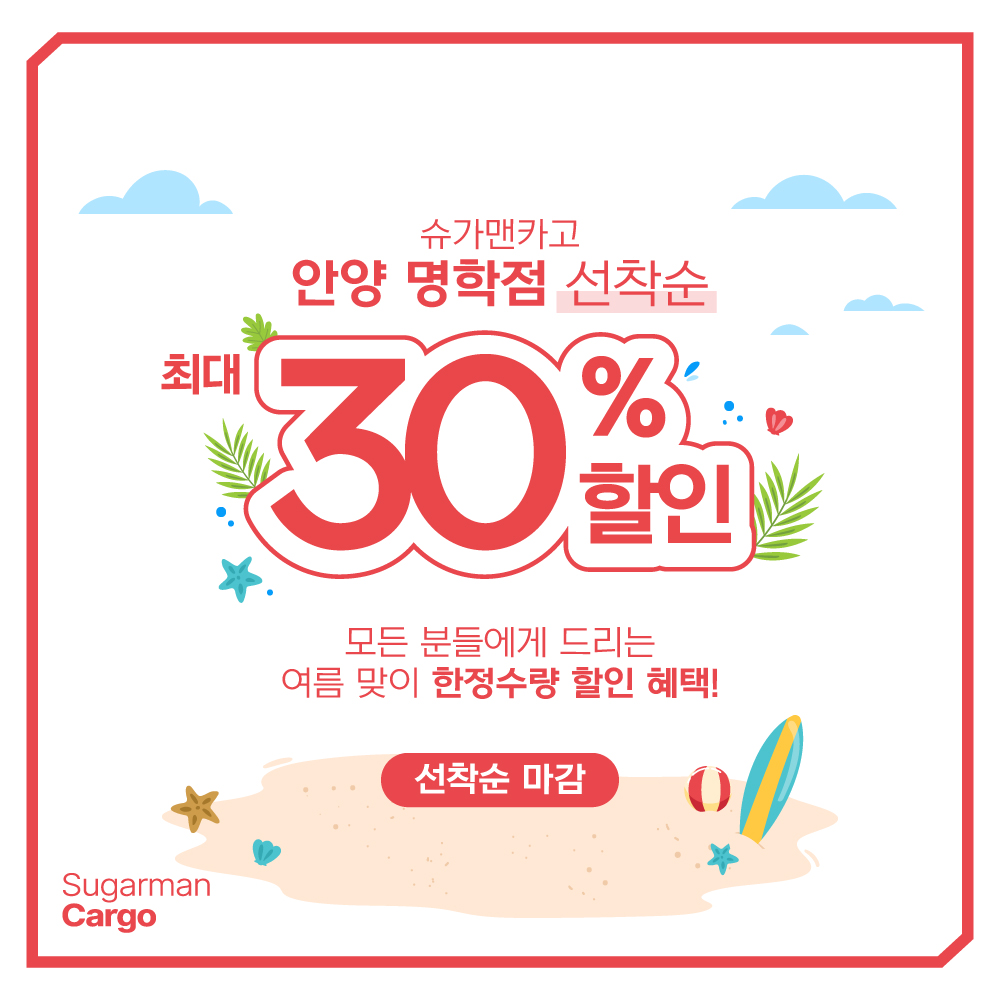 슈가맨카고
안양 명학점 선착순
최대 30% 할인
모든 분들에게 드리는
여름 맞이 한정수량 할인 혜택!
선착순 마감
Sugarman
Cargo